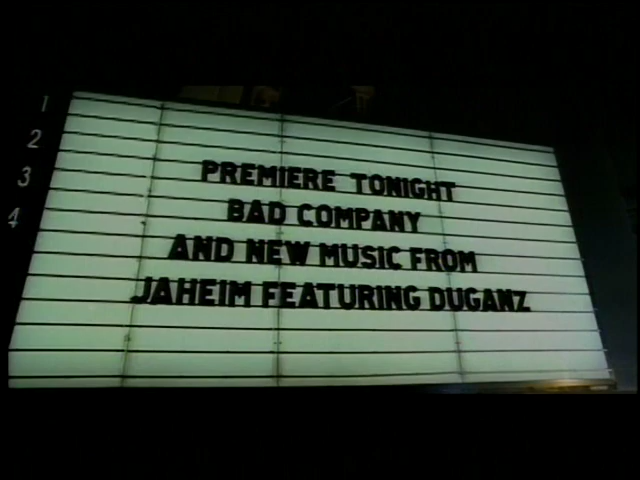 1
2
3
4
PREMIERE TONIGHT
BAD COMPANY
AND NEW MUSIC FROM
JAHEIM FEATURING DUGANZ